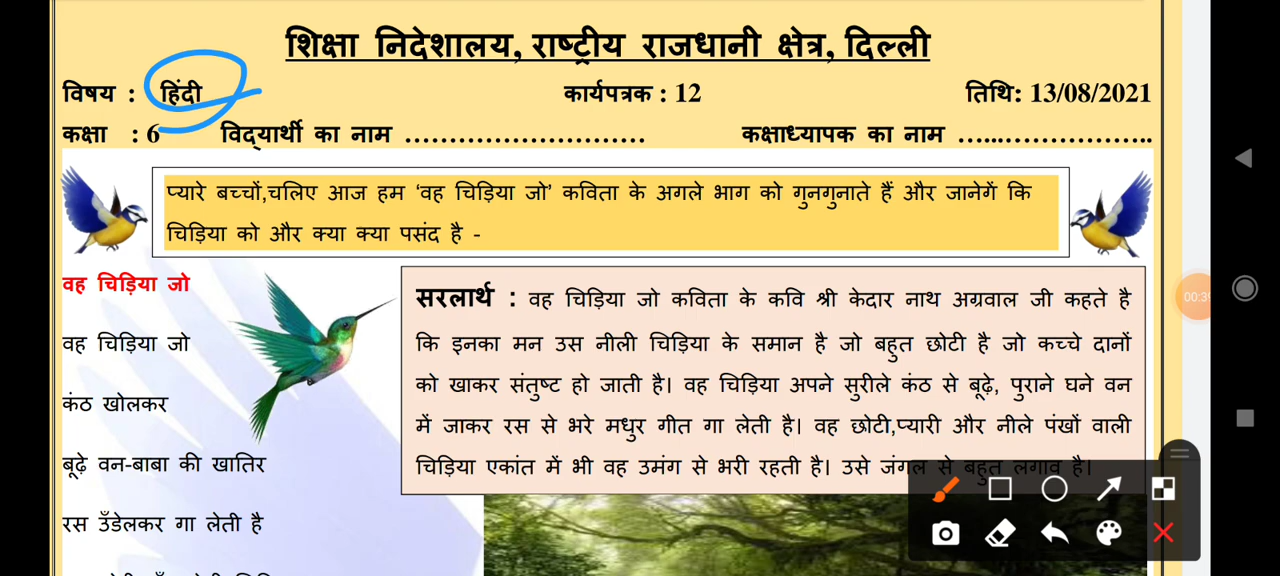 शिक्षा निदेशालय, राष्ट्रीय राजधानी क्षेत्र, दिल्ली
विषय : हिंदी कार्यपत्रक : 12 तिथि: 13/08/2021
कक्षा : 6 विद्यार्थी का नाम ........................... कक्षाध्यापक का नाम ......................
प्यारे बच्चों,चलिए आज हम ‘वह चिड़िया जो’ कविता के अगले भाग को गुनगुनाते हैं और जानेगें कि
चिड़िया को और क्या क्या पसंद है -
वह चिड़िया जो
वह चिड़िया जो
कंठ खोलकर
बूढ़े वन-बाबा की खातिर
रस उँडेलकर गा लेती है
सरलार्थ : वह चिड़िया जो कविता के कवि श्री केदार नाथ अग्रवाल जी कहते है
कि इनका मन उस नीली चिड़िया के समान है जो बहुत छोटी है जो कच्चे दानों
को खाकर संतुष्ट हो जाती है। वह चिड़िया अपने सुरीले कंठ से बूढ़े, पुराने घने वन
में जाकर रस से भरे मधुर गीत गा लेती है। वह छोटी,प्यारी और नीले पंखों वाली
चिड़िया एकांत में भी वह उमंग से भरी रहती है। उसे जंगल से बहुत लगाव है।